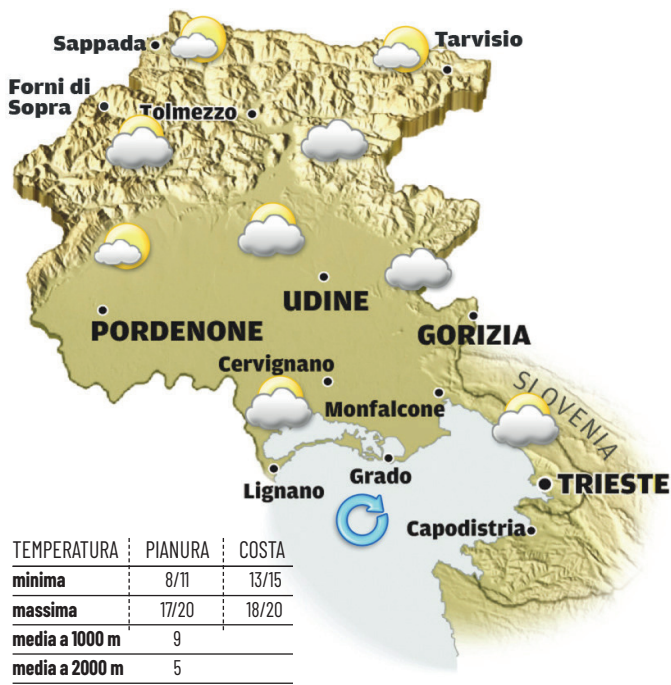 Sappada
Tarvisio
Forni di
Sopra
Tolmezzo
UDINE
PORDENONE
GORIZIA
Cervignano
SLOVENIA
Monfalcone
Grado
TRIESTE
Lignano
Capodistria
TEMPERATURA PIANURA COSTA
minima 8/11 13/15
massima 17/20 18/20
media a 1000 m 9
media a 2000 m 5